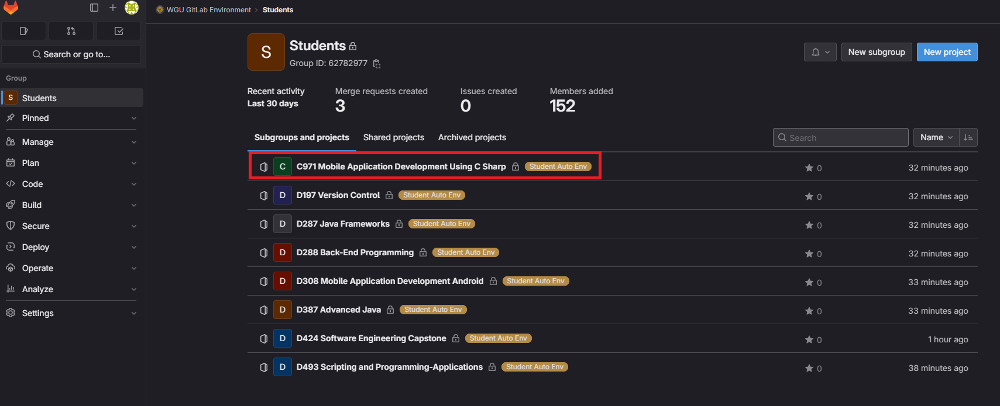 WGU GitLab Environment › Students
Search or go to...
Group
S Students
Pinned
Manage
Plan
Code
Build
Secure
Deploy
Operate
Analyze
Settings
S
Students
Group ID: 62782977
New subgroup
New project
Recent activity
Last 30 days
Merge requests created
3
Issues created
0
Members added
152
Subgroups and projects Shared projects Archived projects
Search
Name
C C971 Mobile Application Development Using C Sharp Student Auto Env 0 32 minutes ago
D D197 Version Control Student Auto Env 0 32 minutes ago
D D287 Java Frameworks Student Auto Env 0 32 minutes ago
D D288 Back-End Programming Student Auto Env 0 32 minutes ago
D D308 Mobile Application Development Android Student Auto Env 0 33 minutes ago
D D387 Advanced Java Student Auto Env 0 33 minutes ago
D D424 Software Engineering Capstone Student Auto Env 0 1 hour ago
D D493 Scripting and Programming-Applications Student Auto Env 0 38 minutes ago